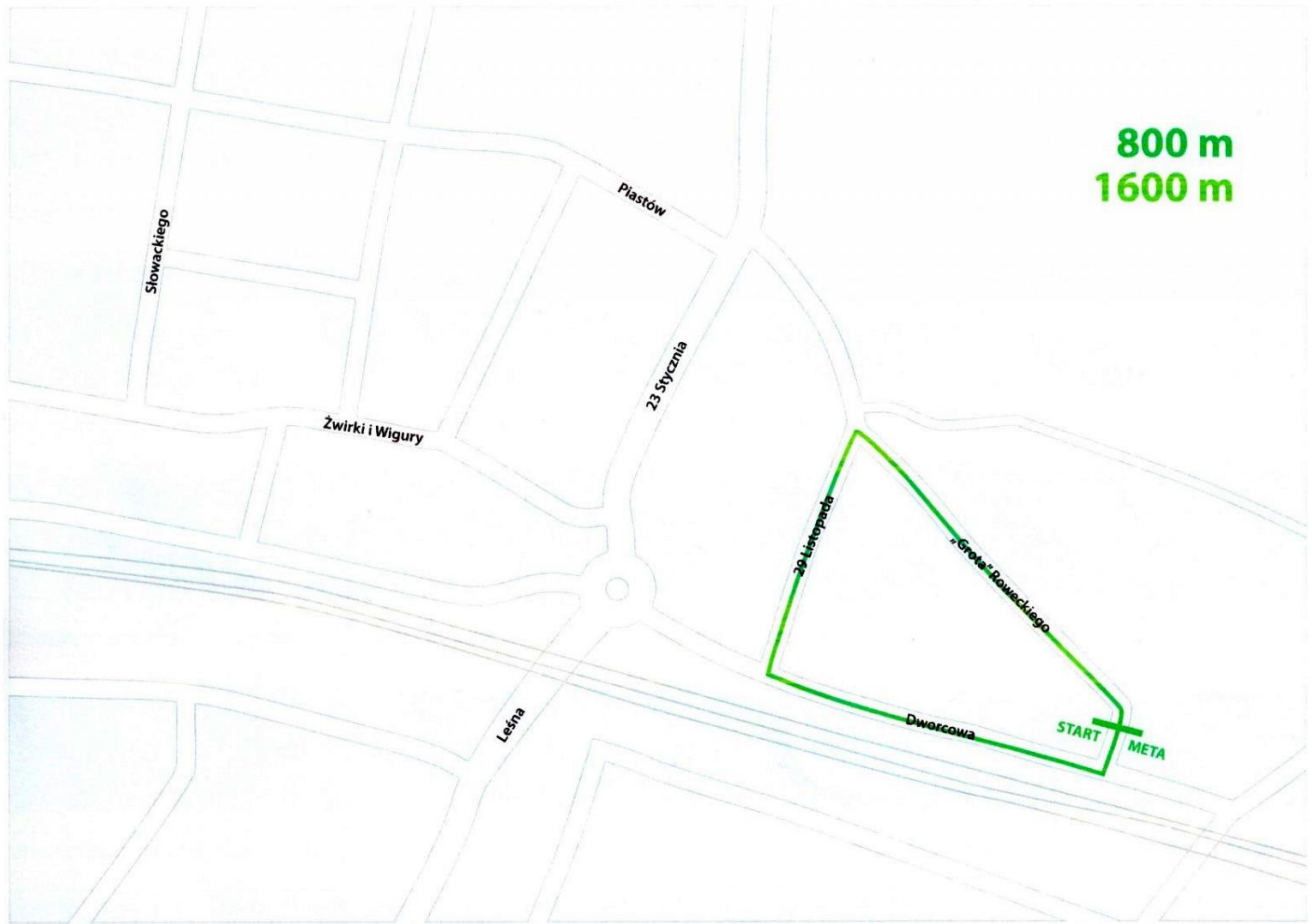 800 m
1600 m
Piastów
Słowackiego
23 Stycznia
Żwirki i Wigury
29 Listopada
„Grota” Roweckiego
Leśna
Dworcowa
START
META